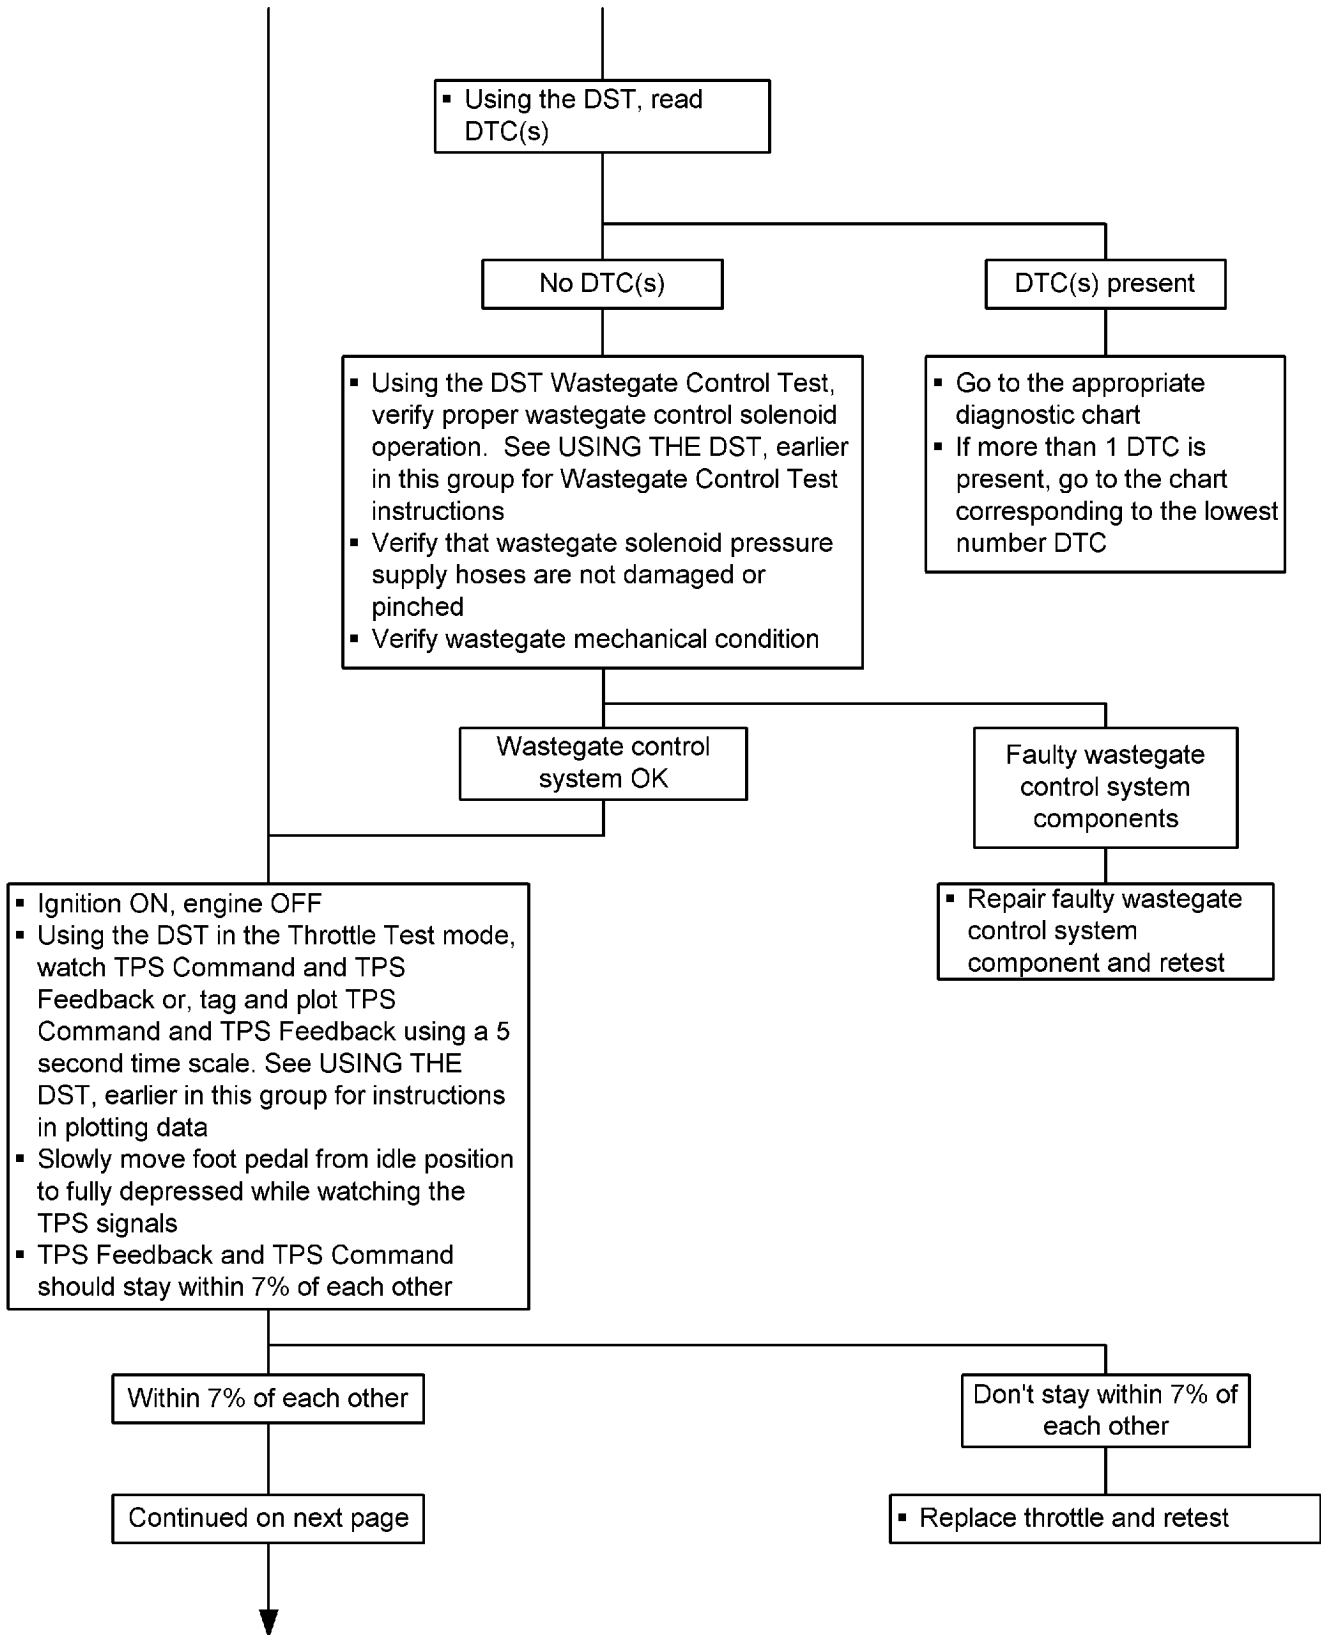 ▪ Using the DST, read
DTC(s)
No DTC(s)
DTC(s) present
▪ Using the DST Wastegate Control Test,
verify proper wastegate control solenoid
operation.  See USING THE DST, earlier
in this group for Wastegate Control Test
instructions
▪ Verify that wastegate solenoid pressure
supply hoses are not damaged or
pinched
▪ Verify wastegate mechanical condition
▪ Go to the appropriate
diagnostic chart
▪ If more than 1 DTC is
present, go to the chart
corresponding to the lowest
number DTC
Wastegate control
system OK
Faulty wastegate
control system
components
▪ Repair faulty wastegate
control system
component and retest
▪ Ignition ON, engine OFF
▪ Using the DST in the Throttle Test mode,
watch TPS Command and TPS
Feedback or, tag and plot TPS
Command and TPS Feedback using a 5
second time scale. See USING THE
DST, earlier in this group for instructions
in plotting data
▪ Slowly move foot pedal from idle position
to fully depressed while watching the
TPS signals
▪ TPS Feedback and TPS Command
should stay within 7% of each other
Within 7% of each other
Don't stay within 7% of
each other
Continued on next page
▪ Replace throttle and retest